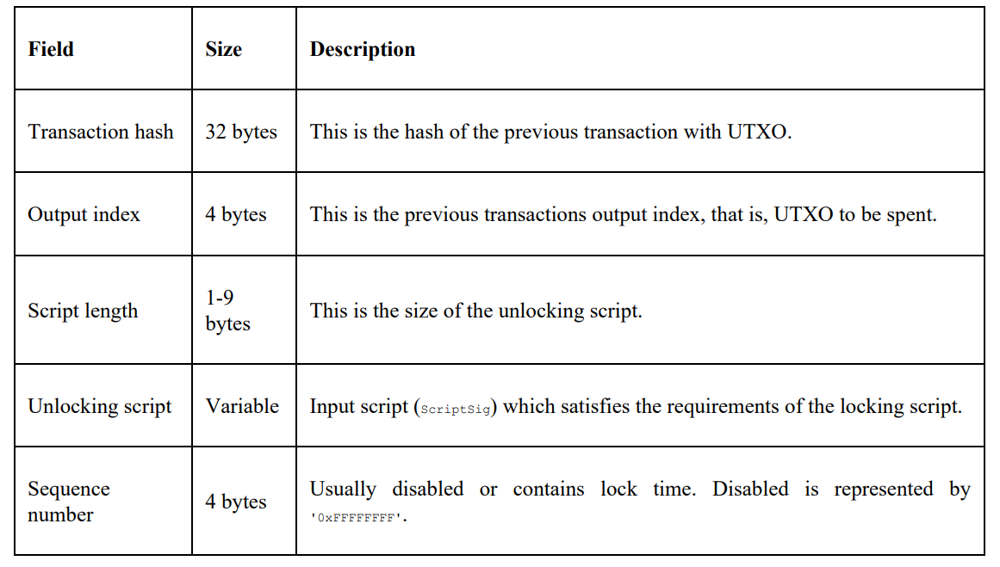 Field Size Description
Transaction hash 32 bytes This is the hash of the previous transaction with UTXO.
Output index 4 bytes This is the previous transactions output index, that is, UTXO to be spent.
Script length 1-9 bytes This is the size of the unlocking script.
Unlocking script Variable Input script (ScriptSig) which satisfies the requirements of the locking script.
Sequence number 4 bytes Usually disabled or contains lock time. Disabled is represented by
'0xFFFFFFFF'.